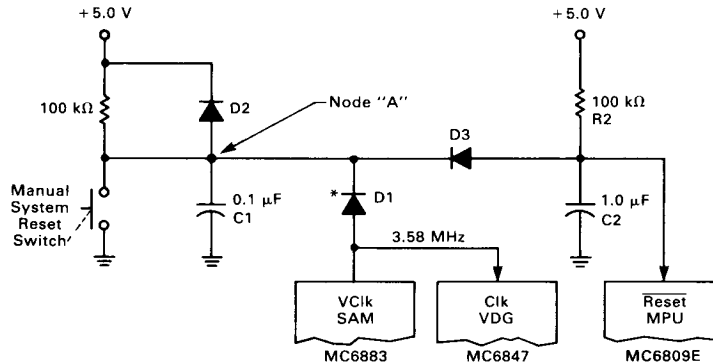 +5.0 V
+5.0 V
100 kΩ
D2
Node "A"
100 kΩ
R2
D3
Manual
System
Reset
Switch
0.1 μF
C1
*
D1
1.0 μF
C2
3.58 MHz
VClk
SAM
Clk
VDG
Reset
MPU
MC6883
MC6847
MC6809E